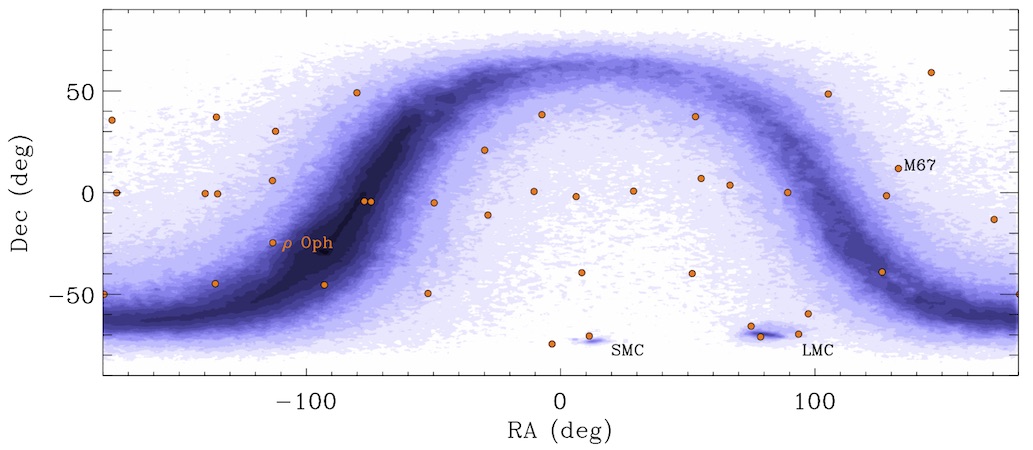 Dec (deg)
50
0
−50
ρ Oph
M67
SMC
LMC
−100
0
100
RA (deg)